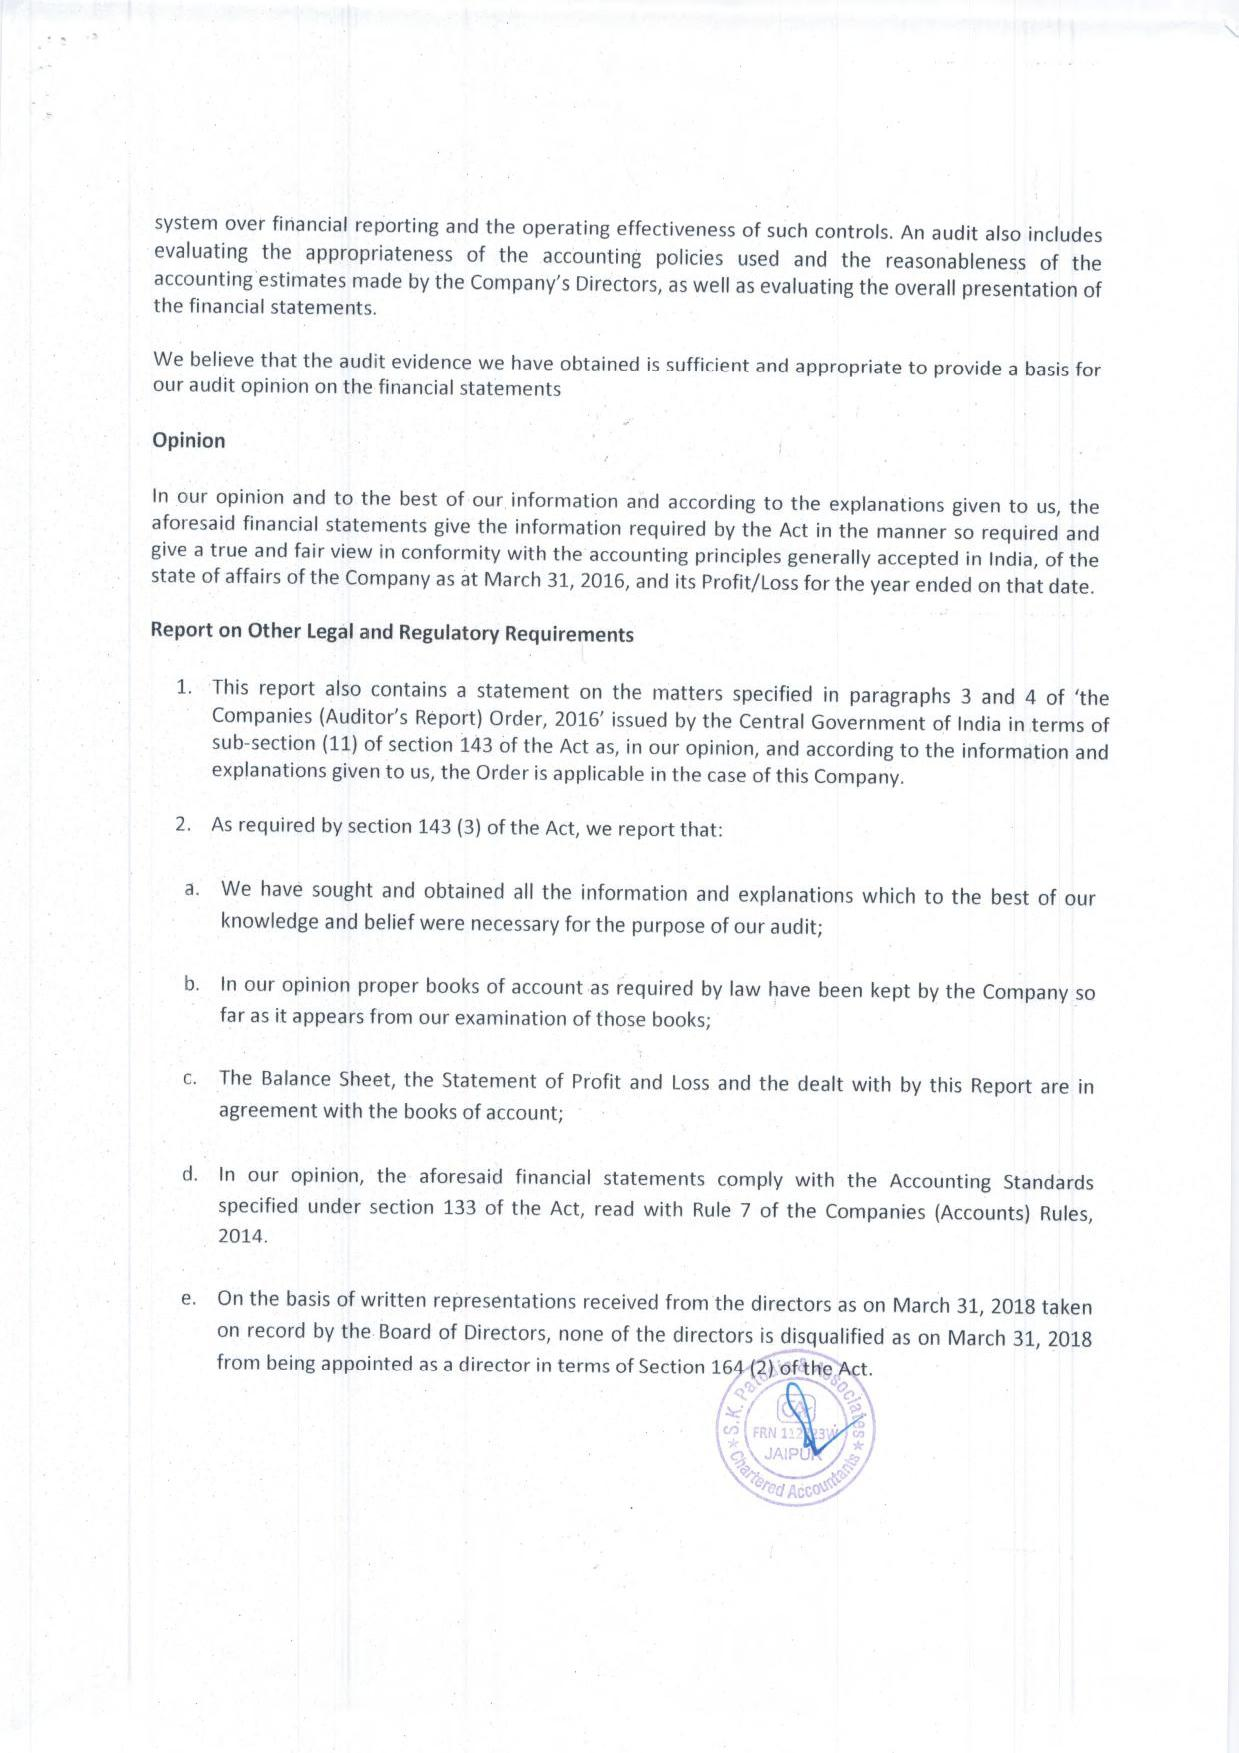 system over financial reporting and the operating effectiveness of such controls. An audit also includes
evaluating the appropriateness of the accounting policies used and the reasonableness of the
accounting estimates made by the Company's Directors, as well as evaluating the overall presentation of
the financial statements.
We believe that the audit evidence we have obtained is sufficient and appropriate to provide a basis for
our audit opinion on the financial statements
Opinion
In our opinion and to the best of our information and according to the explanations given to us, the
aforesaid financial statements give the information required by the Act in the manner so required and
give a true and fair view in conformity with the accounting principles generally accepted in India, of the
state of affairs of the Company as at March 31, 2016, and its Profit/Loss for the year ended on that date.
Report on Other Legal and Regulatory Requirements
1. This report also contains a statement on the matters specified in paragraphs 3 and 4 of 'the
Companies (Auditor's Report) Order, 2016' issued by the Central Government of India in terms of
sub-section (11) of section 143 of the Act as, in our opinion, and according to the information and
explanations given to us, the Order is applicable in the case of this Company.
2. As required by section 143 (3) of the Act, we report that:
a. We have sought and obtained all the information and explanations which to the best of our
knowledge and belief were necessary for the purpose of our audit;
b. In our opinion proper books of account as required by law have been kept by the Company so
far as it appears from our examination of those books;
c. The Balance Sheet, the Statement of Profit and Loss and the dealt with by this Report are in
agreement with the books of account;
d. In our opinion, the aforesaid financial statements comply with the Accounting Standards
specified under section 133 of the Act, read with Rule 7 of the Companies (Accounts) Rules,
2014.
e. On the basis of written representations received from the directors as on March 31, 2018 taken
on record by the Board of Directors, none of the directors is disqualified as on March 31, 2018
from being appointed as a director in terms of Section 164 (2) of the Act.
S.K. & Associates
FRN
JAIPUR
Chartered Accountants